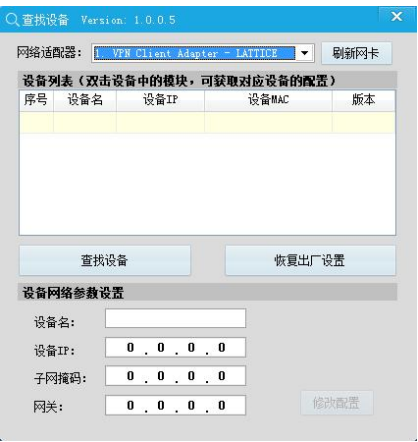 查找设备 Version: 1.0.0.5
网络适配器: 1. VPN Client Adapter - LATTICE 刷新网卡
设备列表(双击设备中的模块,可获取对应设备的配置)
序号 设备名 设备IP 设备MAC 版本
查找设备 恢复出厂设置
设备网络参数设置
设备名:
设备IP: 0 . 0 . 0 . 0
子网掩码: 0 . 0 . 0 . 0
网关: 0 . 0 . 0 . 0
修改配置